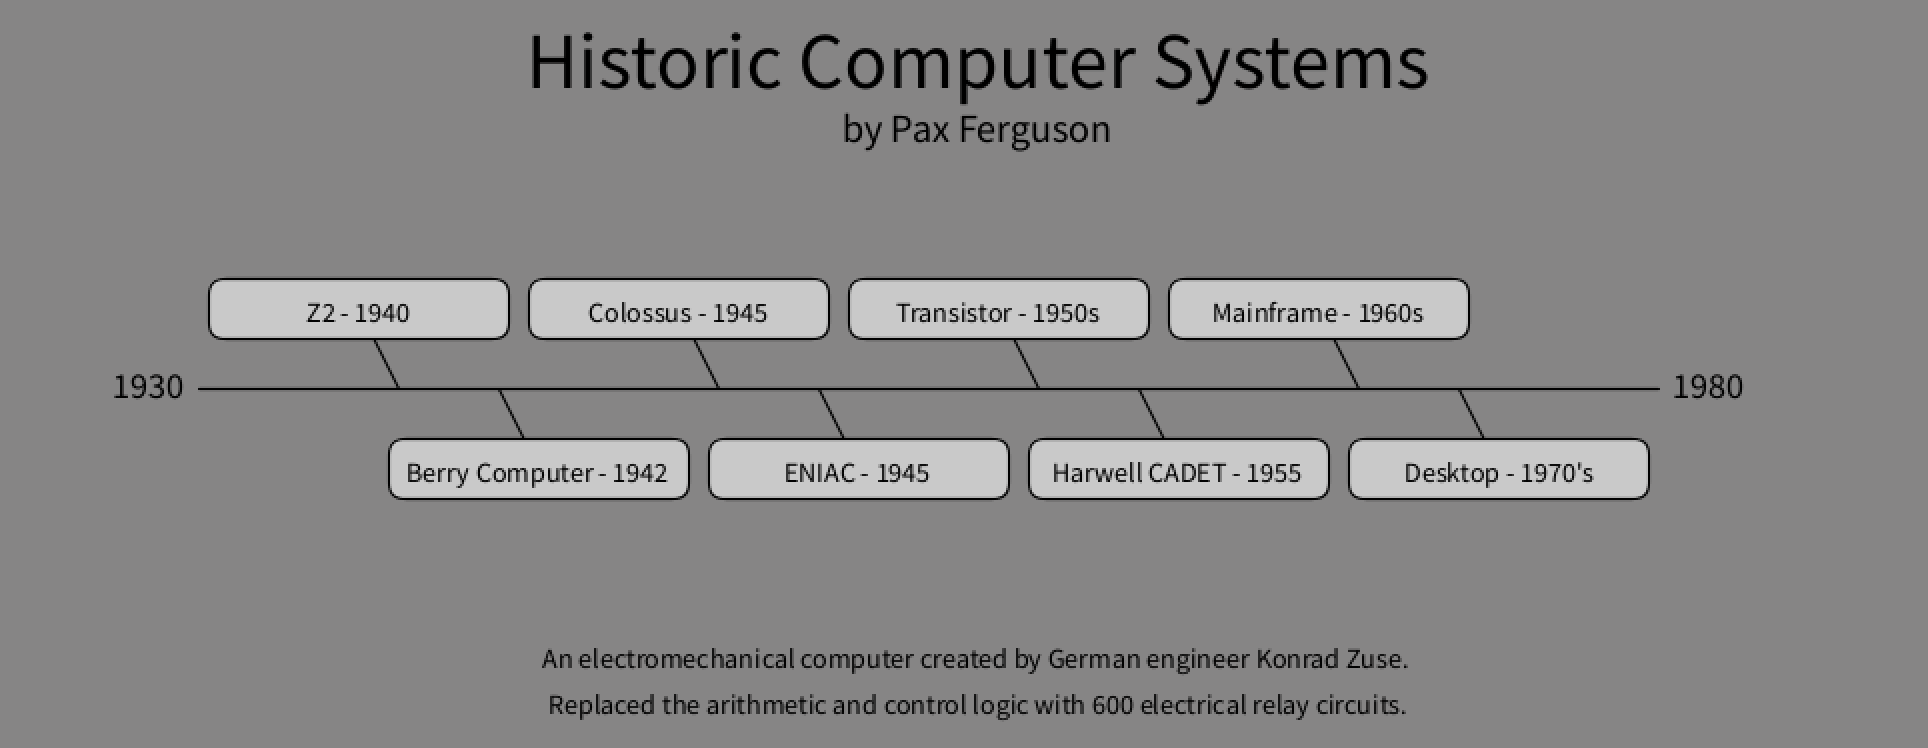 Historic Computer Systems
by Pax Ferguson
Z2 - 1940
Colossus - 1945
Transistor - 1950s
Mainframe - 1960s
1930
1980
Berry Computer - 1942
ENIAC - 1945
Harwell CADET - 1955
Desktop - 1970's
An electromechanical computer created by German engineer Konrad Zuse.
Replaced the arithmetic and control logic with 600 electrical relay circuits.